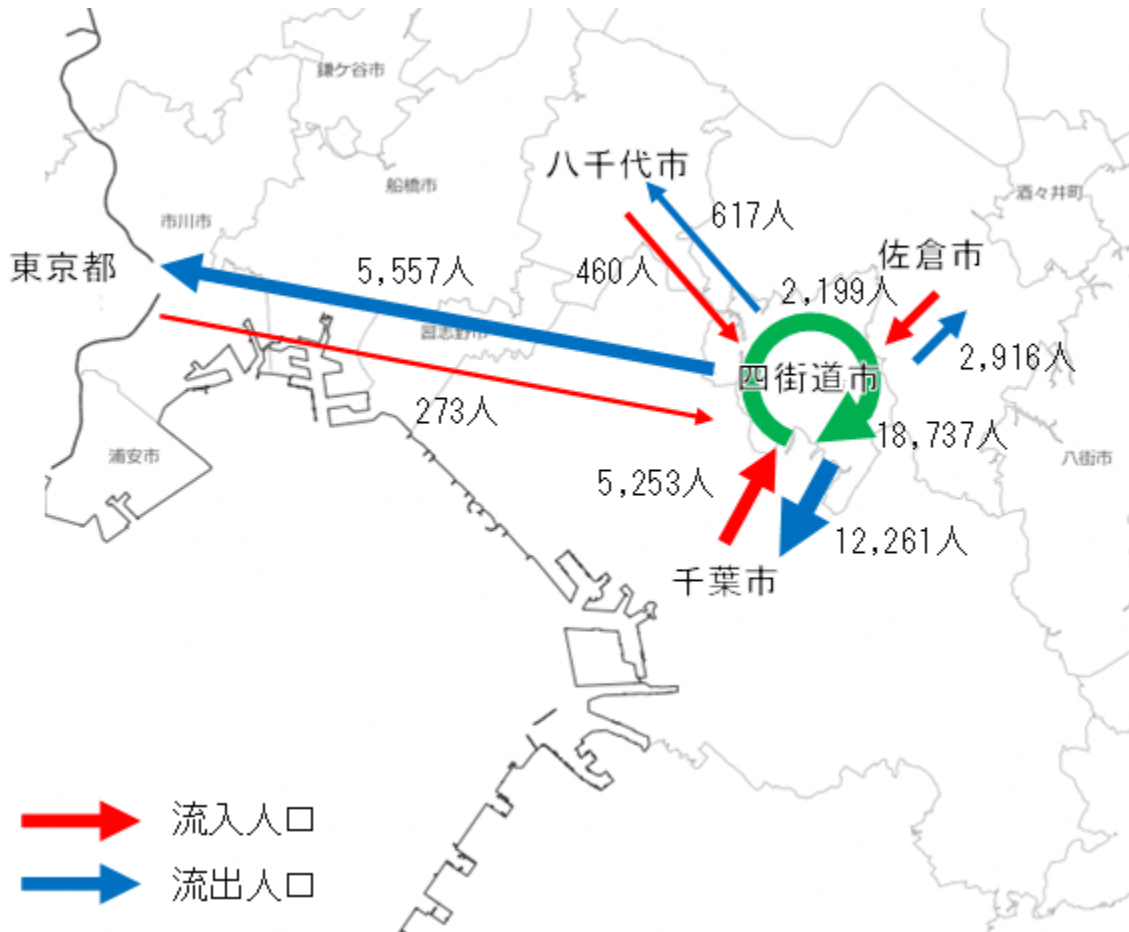 鎌ケ谷市
八千代市
船橋市
酒々井町
617人
市川市
佐倉市
東京都
5,557人
460人
2,199人
習志野市
2,916人
四街道市
273人
18,737人
浦安市
八街市
5,253人
12,261人
千葉市
流入人口
流出人口